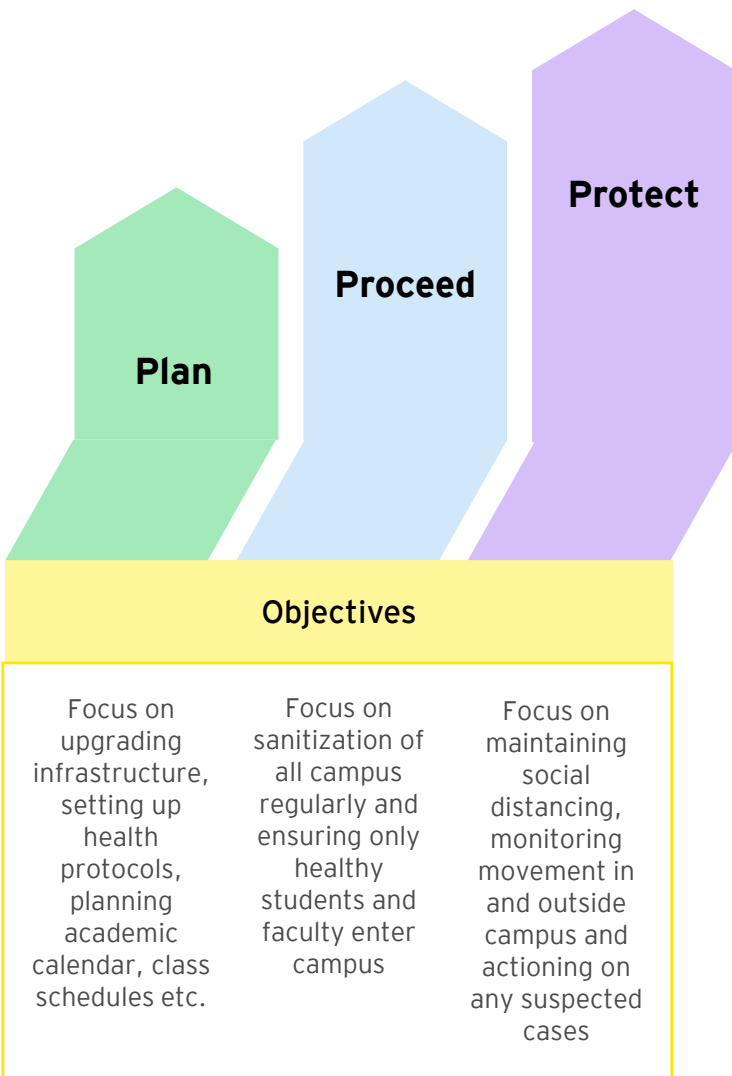 Plan
Proceed
Protect
Objectives
Focus on
upgrading
infrastructure,
setting up
health
protocols,
planning
academic
calendar, class
schedules etc.
Focus on
sanitization of
all campus
regularly and
ensuring only
healthy
students and
faculty enter
campus
Focus on
maintaining
social
distancing,
monitoring
movement in
and outside
campus and
actioning on
any suspected
cases